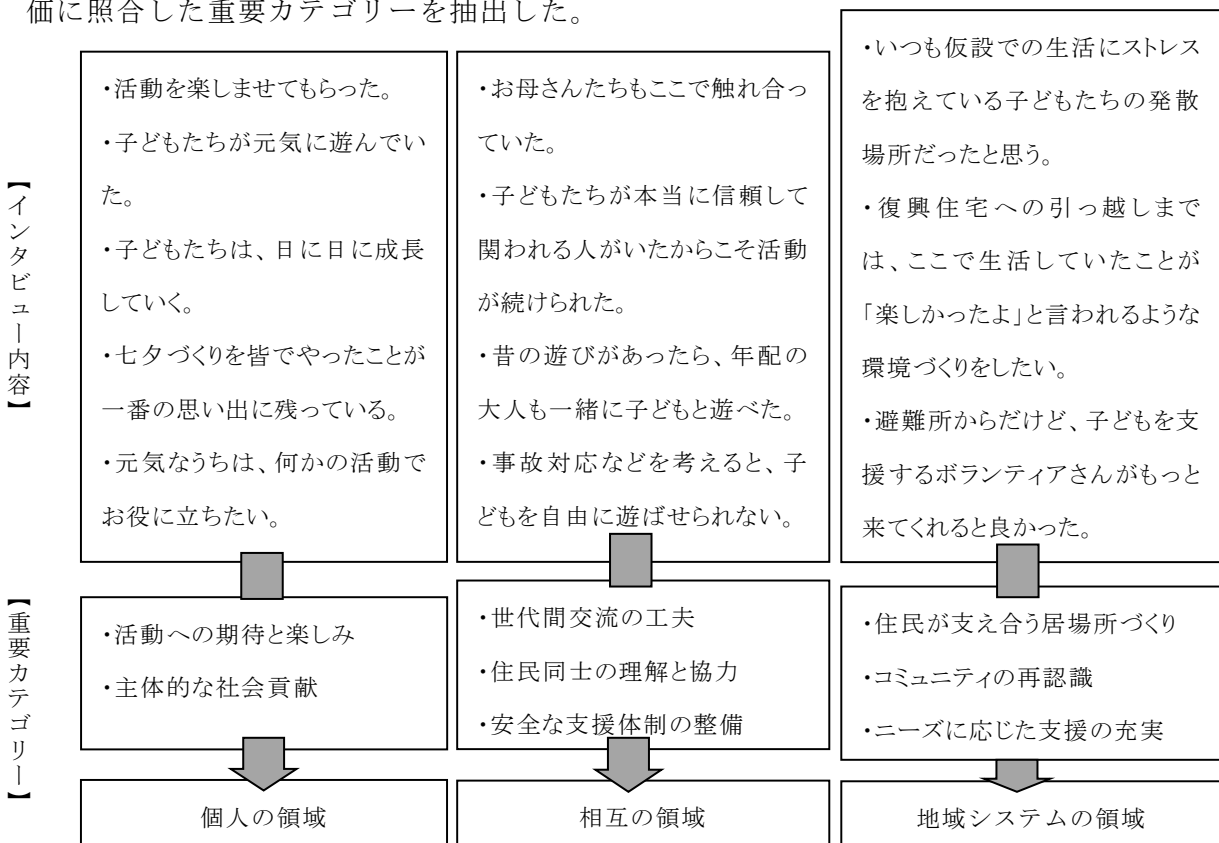 価に照合した重要カテゴリーを抽出した。
【インタビュー内容】
・活動を楽しませてもらった。
・子どもたちが元気に遊んでい
た。
・子どもたちは、日に日に成長
していく。
・七夕づくりを皆でやったことが
一番の思い出に残っている。
・元気なうちは、何かの活動で
お役に立ちたい。
・お母さんたちもここで触れ合っ
ていた。
・子どもたちが本当に信頼して
関われる人がいたからこそ活動
が続けられた。
・昔の遊びがあったら、年配の
大人も一緒に子どもと遊べた。
・事故対応などを考えると、子
どもを自由に遊ばせられない。
・いつも仮設での生活にストレス
を抱えている子どもたちの発散
場所だったと思う。
・復興住宅への引っ越しまで
は、ここで生活していたことが
「楽しかったよ」と言われるような
環境づくりをしたい。
・避難所からだけど、子どもを支
援するボランティアさんがもっと
来てくれると良かった。
【重要カテゴリー】
・活動への期待と楽しみ
・主体的な社会貢献
・世代間交流の工夫
・住民同士の理解と協力
・安全な支援体制の整備
・住民が支え合う居場所づくり
・コミュニティの再認識
・ニーズに応じた支援の充実
個人の領域
相互の領域
地域システムの領域